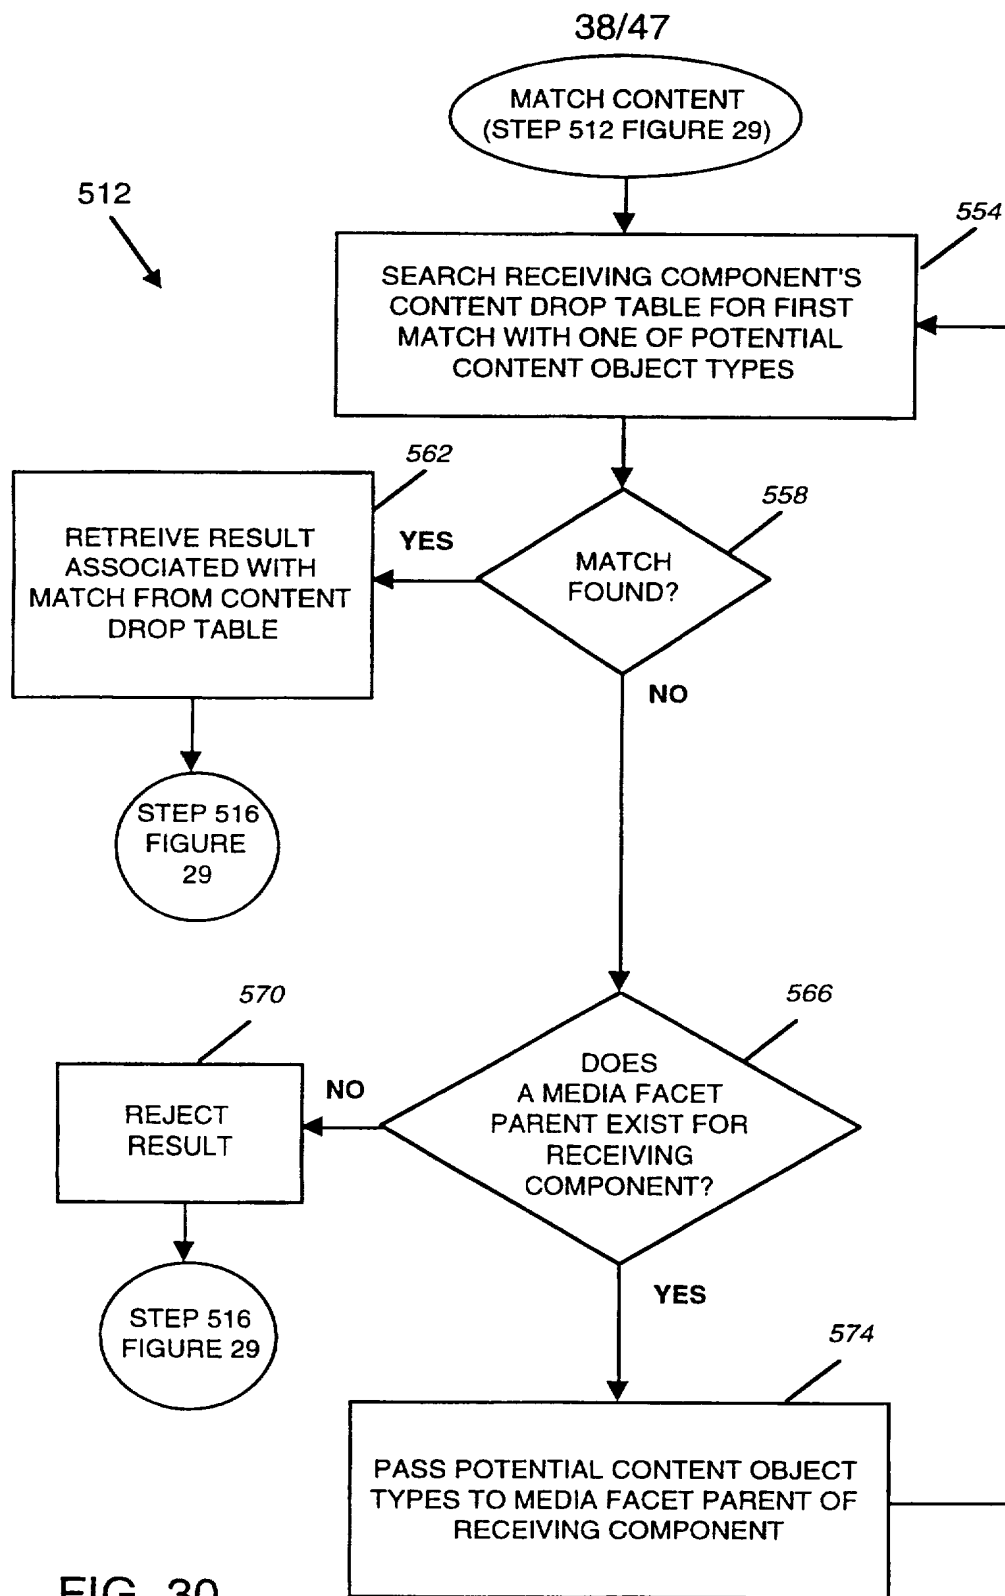 38/47
MATCH CONTENT
(STEP 512 FIGURE 29)
512
554
SEARCH RECEIVING COMPONENT'S
CONTENT DROP TABLE FOR FIRST
MATCH WITH ONE OF POTENTIAL
CONTENT OBJECT TYPES
562
558
RETREIVE RESULT
ASSOCIATED WITH
MATCH FROM CONTENT
DROP TABLE
YES
MATCH
FOUND?
NO
STEP 516
FIGURE
29
570
566
REJECT
RESULT
NO
DOES
A MEDIA FACET
PARENT EXIST FOR
RECEIVING
COMPONENT?
STEP 516
FIGURE 29
YES
574
PASS POTENTIAL CONTENT OBJECT
TYPES TO MEDIA FACET PARENT OF
RECEIVING COMPONENT
FIG. 30